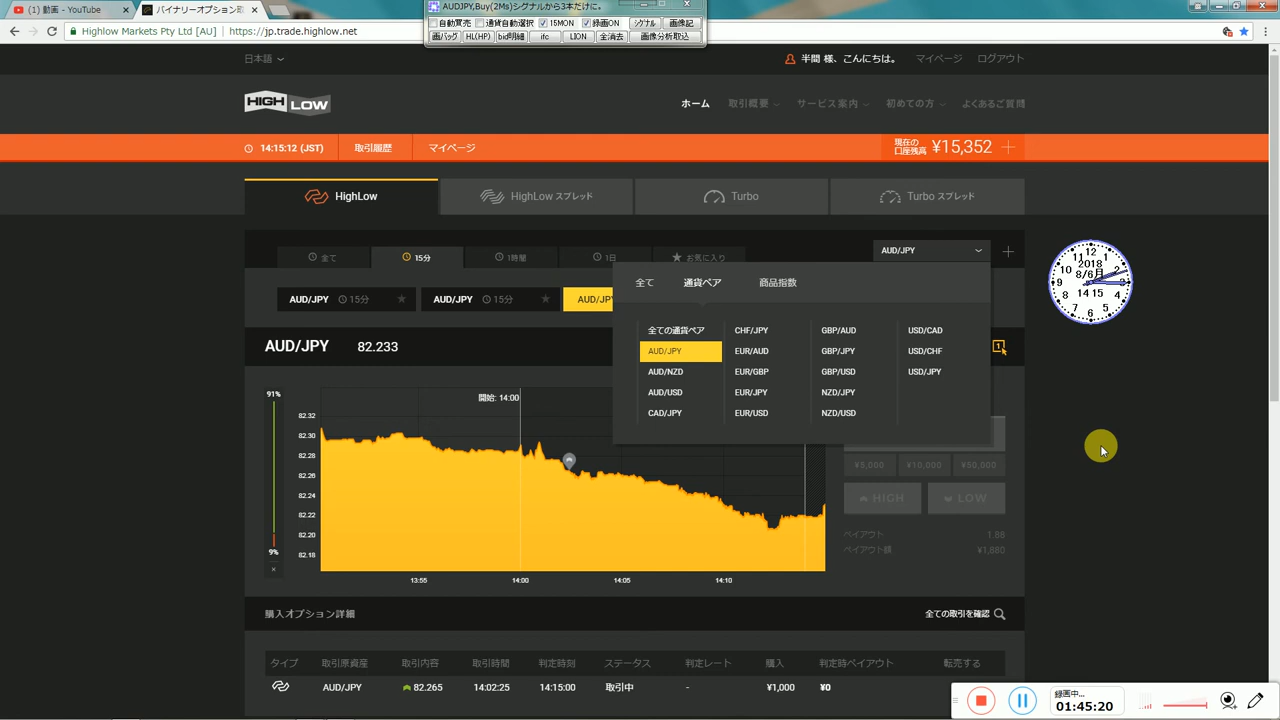 動画 - YouTube
バイナリーオプション取
AUDJPY,Buy(2Ms)シグナルから3本だけに。
自動買売 通貨自動選択 15MON 録画ON シグナル 画像記
画バッグ HL(HP) bid明細 ifc LION 全消去 画像分析取込
Highlow Markets Pty Ltd [AU] https://jp.trade.highlow.net
日本語
半間 様、こんにちは。 マイページ ログアウト
HIGH LOW
ホーム 取引概要 サービス案内 初めての方 よくあるご質問
14:15:12 (JST) 取引履歴 マイページ
現在の
口座残高 ¥15,352
HighLow HighLow スプレッド Turbo Turbo スプレッド
全て 15分 1時間 1日 お気に入り
AUD/JPY
全て 通貨ペア 商品指数
AUD/JPY 15分 AUD/JPY 15分 AUD/JP
全ての通貨ペア CHF/JPY GBP/AUD USD/CAD
AUD/JPY EUR/AUD GBP/JPY USD/CHF
AUD/NZD EUR/GBP GBP/USD USD/JPY
AUD/USD EUR/JPY NZD/JPY
CAD/JPY EUR/USD NZD/USD
AUD/JPY 82.233
1
91%
開始: 14:00
82.32
82.30
82.28
82.26
82.24
82.22
82.20
82.18
9%
13:55 14:00 14:05 14:10
¥5,000 ¥10,000 ¥50,000
HIGH LOW
ペイアウト 1.88
ペイアウト額 ¥1,880
12 1 2 3 4 5 6 7 8 9 10 11
2018
8/6月
14 15
購入オプション詳細 全ての取引を確認
タイプ 取引原資産 取引内容 取引時間 判定時刻 ステータス 判定レート 購入 判定時ペイアウト 転売する
AUD/JPY 82.265 14:02:25 14:15:00 取引中 - ¥1,000 ¥0
録画中...
01:45:20